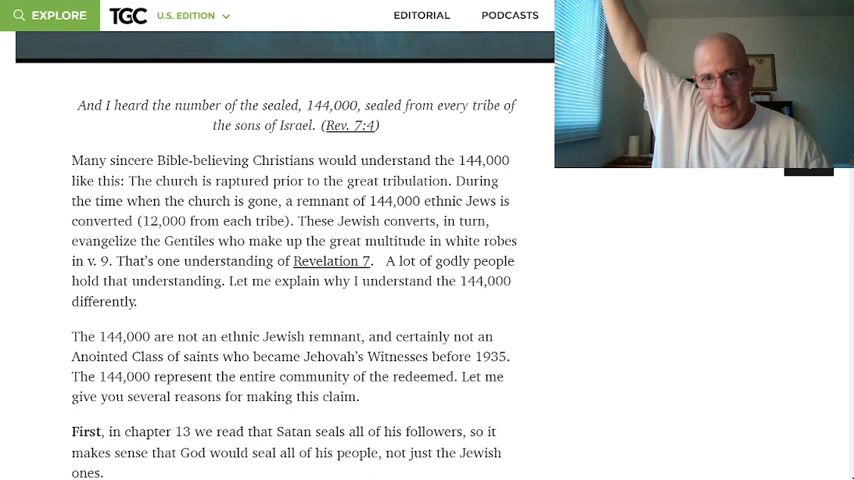 EXPLORE
TGC
U.S. EDITION
EDITORIAL
PODCASTS
And I heard the number of the sealed, 144,000, sealed from every tribe of
the sons of Israel. (Rev. 7:4)
Many sincere Bible-believing Christians would understand the 144,000
like this: The church is raptured prior to the great tribulation. During
the time when the church is gone, a remnant of 144,000 ethnic Jews is
converted (12,000 from each tribe). These Jewish converts, in turn,
evangelize the Gentiles who make up the great multitude in white robes
in v. 9. That’s one understanding of Revelation 7.   A lot of godly people
hold that understanding. Let me explain why I understand the 144,000
differently.
The 144,000 are not an ethnic Jewish remnant, and certainly not an
Anointed Class of saints who became Jehovah’s Witnesses before 1935.
The 144,000 represent the entire community of the redeemed. Let me
give you several reasons for making this claim.
First, in chapter 13 we read that Satan seals all of his followers, so it
makes sense that God would seal all of his people, not just the Jewish
ones.